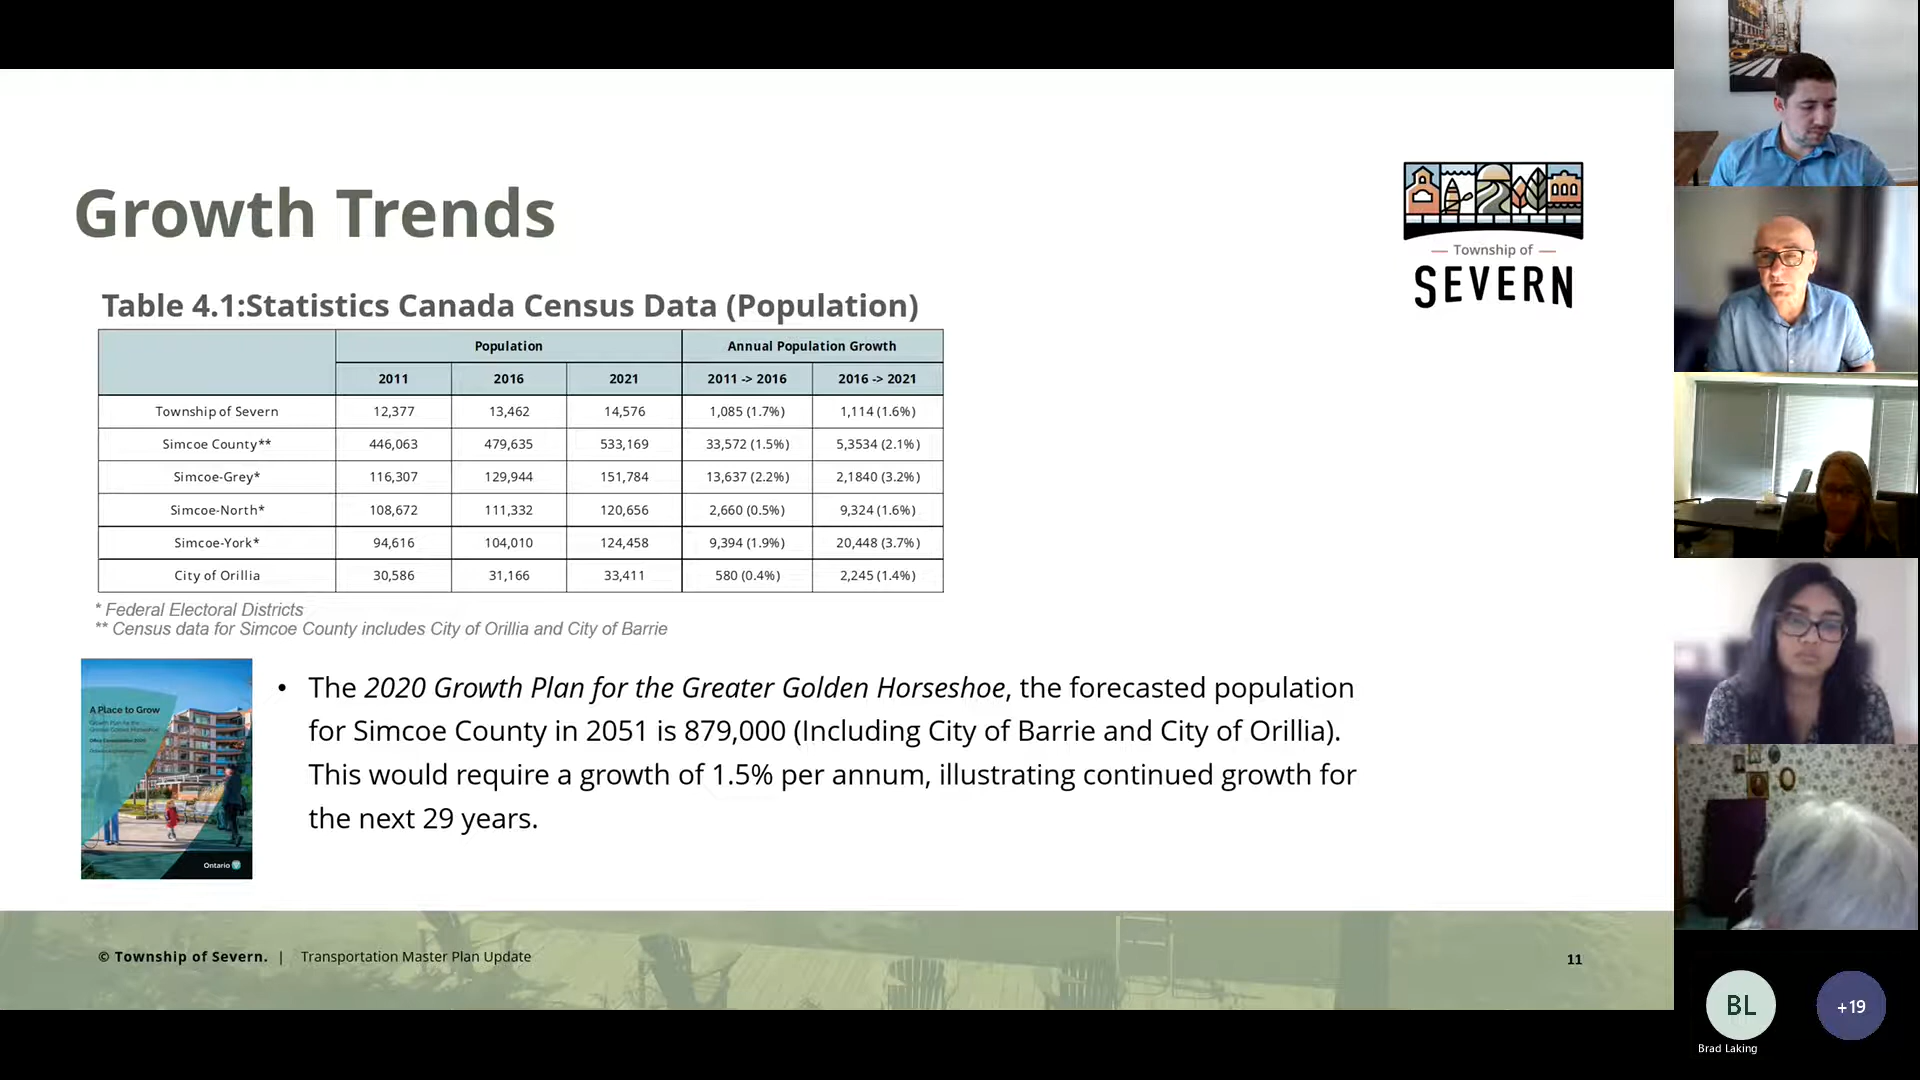 Growth Trends
Township of
SEVERN
Table 4.1:Statistics Canada Census Data (Population)
Population Annual Population Growth
2011 2016 2021 2011 -> 2016 2016 -> 2021
Township of Severn 12,377 13,462 14,576 1,085 (1.7%) 1,114 (1.6%)
Simcoe County** 446,063 479,635 533,169 33,572 (1.5%) 5,3534 (2.1%)
Simcoe-Grey* 116,307 129,944 151,784 13,637 (2.2%) 2,1840 (3.2%)
Simcoe-North* 108,672 111,332 120,656 2,660 (0.5%) 9,324 (1.6%)
Simcoe-York* 94,616 104,010 124,458 9,394 (1.9%) 20,448 (3.7%)
City of Orillia 30,586 31,166 33,411 580 (0.4%) 2,245 (1.4%)
* Federal Electoral Districts
** Census data for Simcoe County includes City of Orillia and City of Barrie
A Place to Grow
Ontario
• The 2020 Growth Plan for the Greater Golden Horseshoe, the forecasted population
for Simcoe County in 2051 is 879,000 (Including City of Barrie and City of Orillia).
This would require a growth of 1.5% per annum, illustrating continued growth for
the next 29 years.
© Township of Severn. | Transportation Master Plan Update
11
BL
+19
Brad Laking